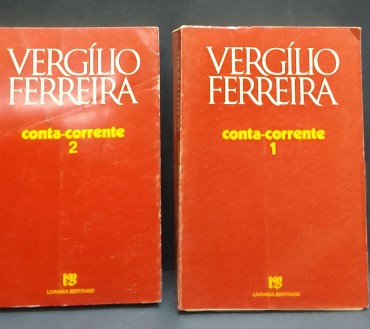 VERGÍLIO
FERREIRA
conta-corrente
2
LIVRARIA BERTRAND
VERGÍLIO
FERREIRA
conta-corrente
1
LIVRARIA BERTRAND